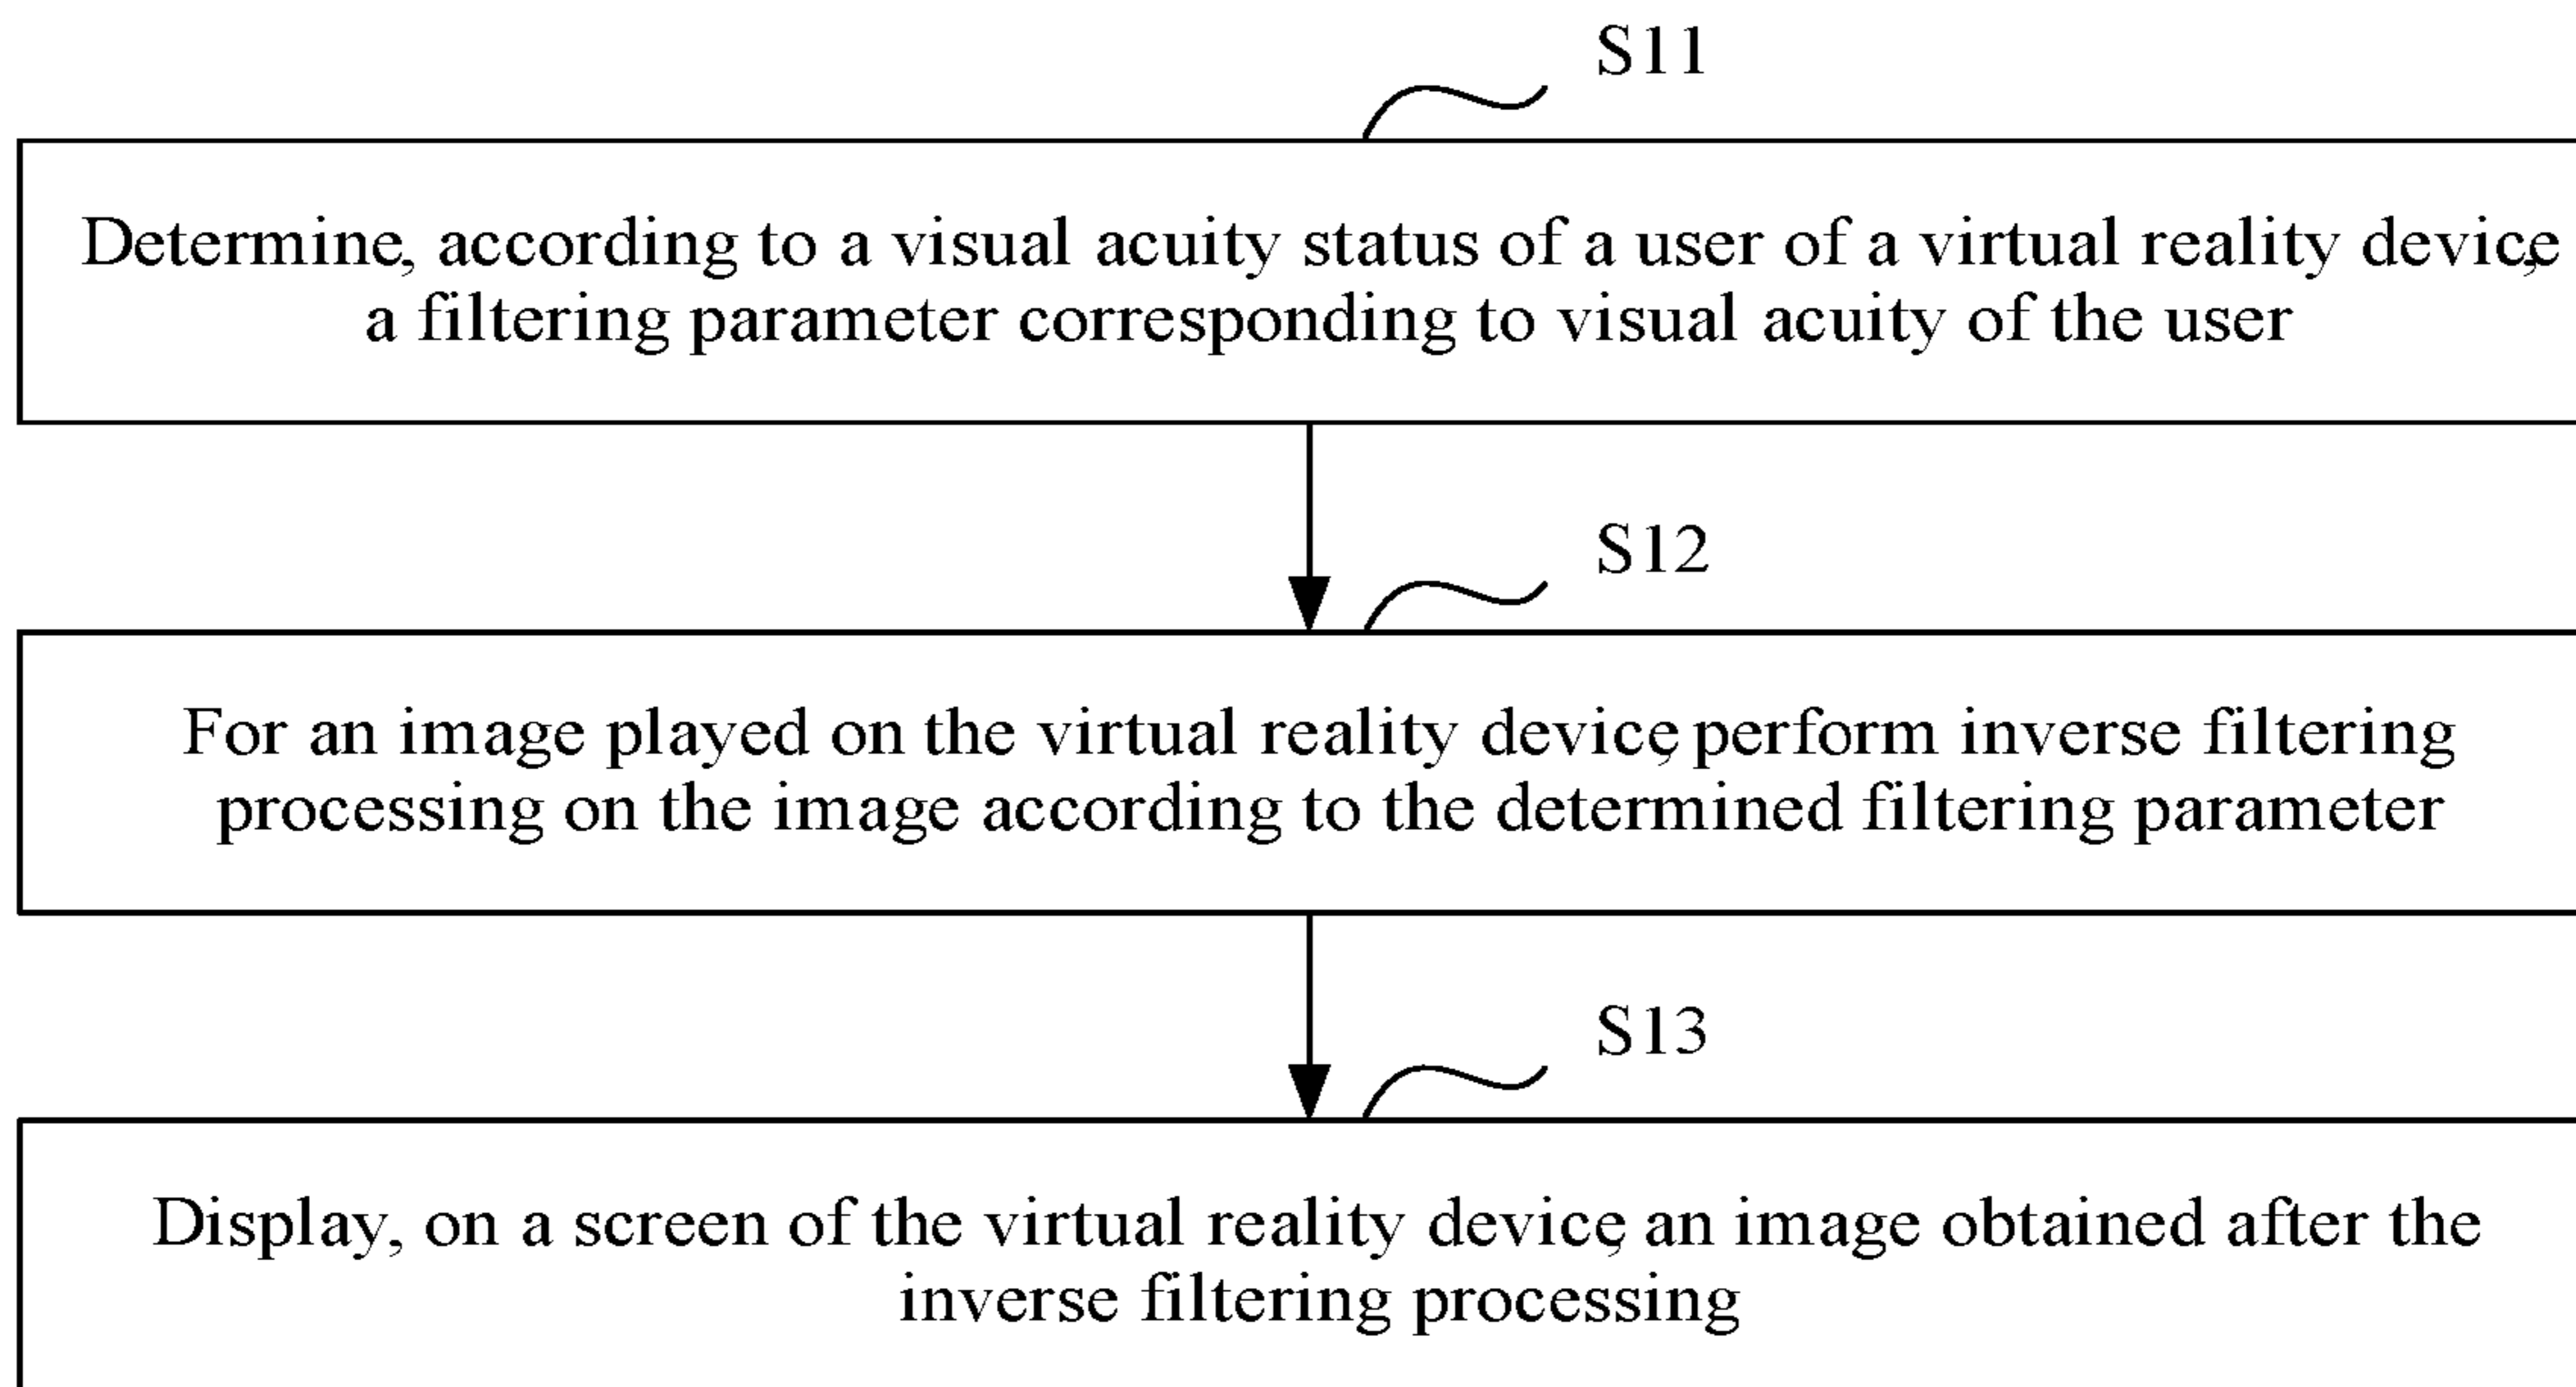 S11
Determine, according to a visual acuity status of a user of a virtual reality device,
a filtering parameter corresponding to visual acuity of the user
S12
For an image played on the virtual reality device, perform inverse filtering
processing on the image according to the determined filtering parameter
S13
Display, on a screen of the virtual reality device, an image obtained after the
inverse filtering processing